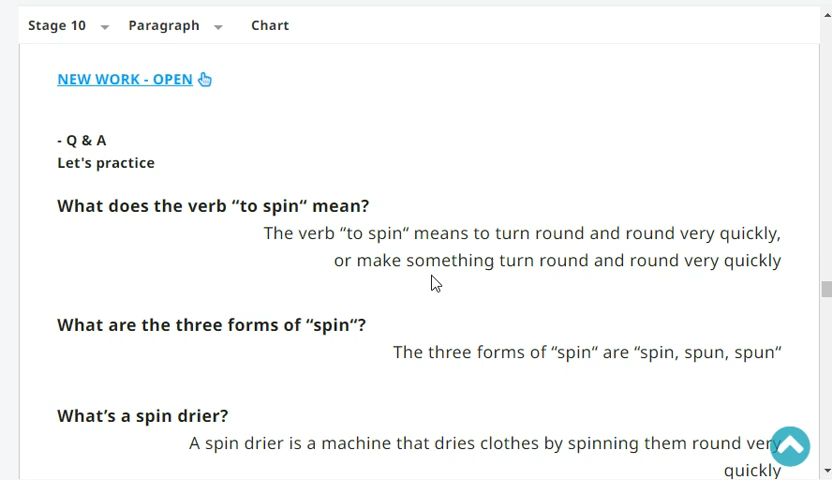 Stage 10 Paragraph Chart
NEW WORK - OPEN
- Q & A
Let's practice
What does the verb “to spin“ mean?
The verb “to spin“ means to turn round and round very quickly,
or make something turn round and round very quickly
What are the three forms of “spin“?
The three forms of “spin“ are “spin, spun, spun“
What’s a spin drier?
A spin drier is a machine that dries clothes by spinning them round very
quickly